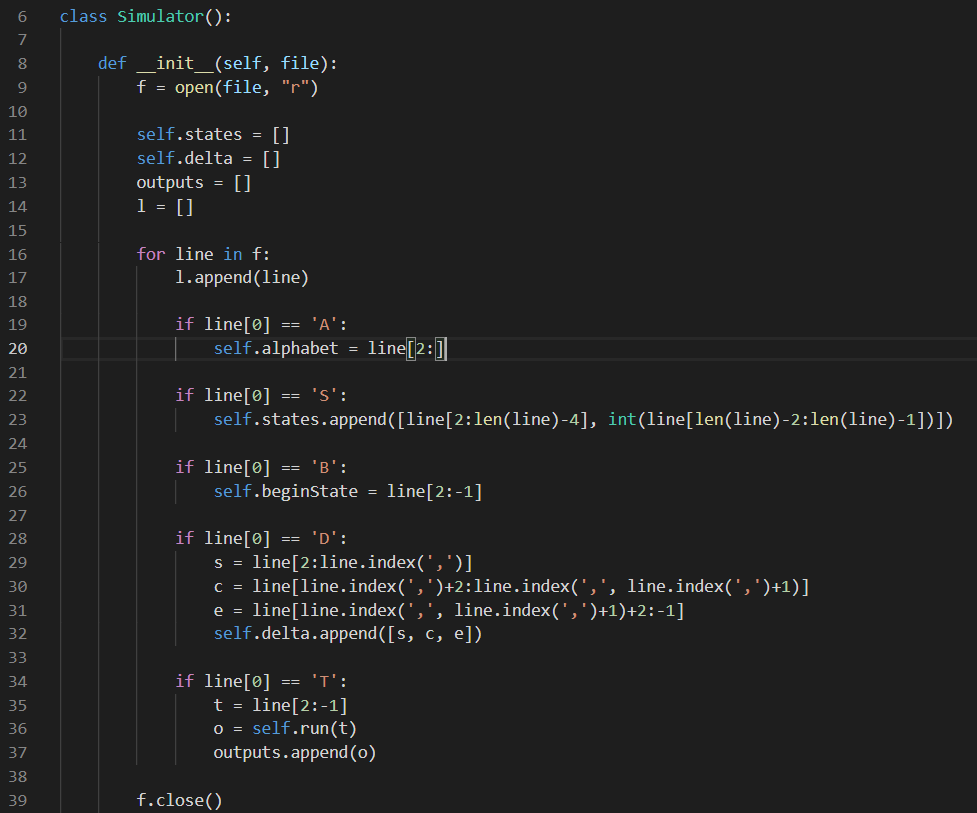 6 class Simulator():
7
8     def __init__(self, file):
9         f = open(file, "r")
10
11         self.states = []
12         self.delta = []
13         outputs = []
14         l = []
15
16         for line in f:
17             l.append(line)
18
19             if line[0] == 'A':
20                 self.alphabet = line[2:]
21
22             if line[0] == 'S':
23                 self.states.append([line[2:len(line)-4], int(line[len(line)-2:len(line)-1])])
24
25             if line[0] == 'B':
26                 self.beginState = line[2:-1]
27
28             if line[0] == 'D':
29                 s = line[2:line.index(',')]
30                 c = line[line.index(',')+2:line.index(',', line.index(',')+1)]
31                 e = line[line.index(',', line.index(',')+1)+2:-1]
32                 self.delta.append([s, c, e])
33
34             if line[0] == 'T':
35                 t = line[2:-1]
36                 o = self.run(t)
37                 outputs.append(o)
38
39         f.close()